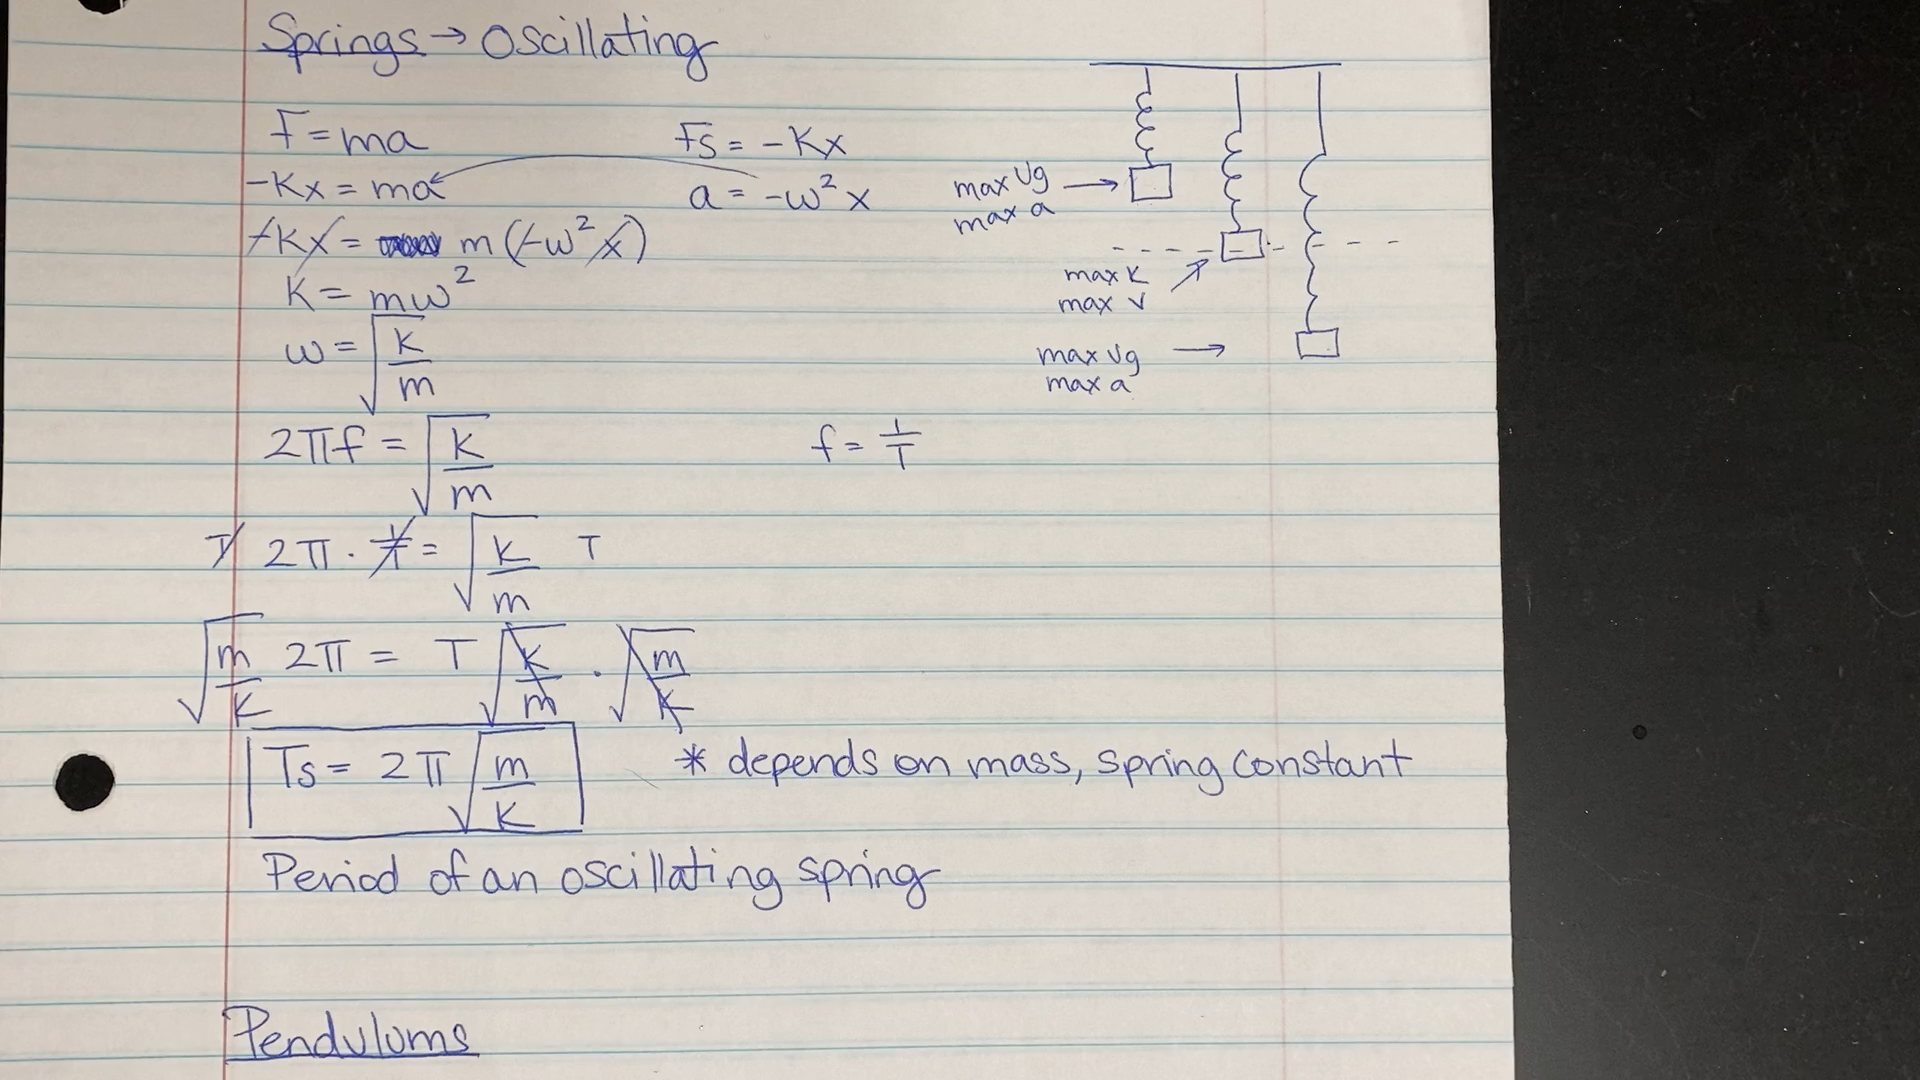 Springs → Oscillating
F = ma
Fs = -Kx
-Kx = ma
a = -ω²x
-Kx = m(-ω²x)
K = mω²
ω = √(K/m)
2πf = √(K/m)
f = 1/T
T 2π · 1/T = √(K/m) T
√(m/K) 2π = T √(K/m) · √(m/K)
Ts = 2π √(m/K)
* depends on mass, spring constant
Period of an oscillating spring
max Ug →
max a
max K
max v
max Ug →
max a
Pendulums